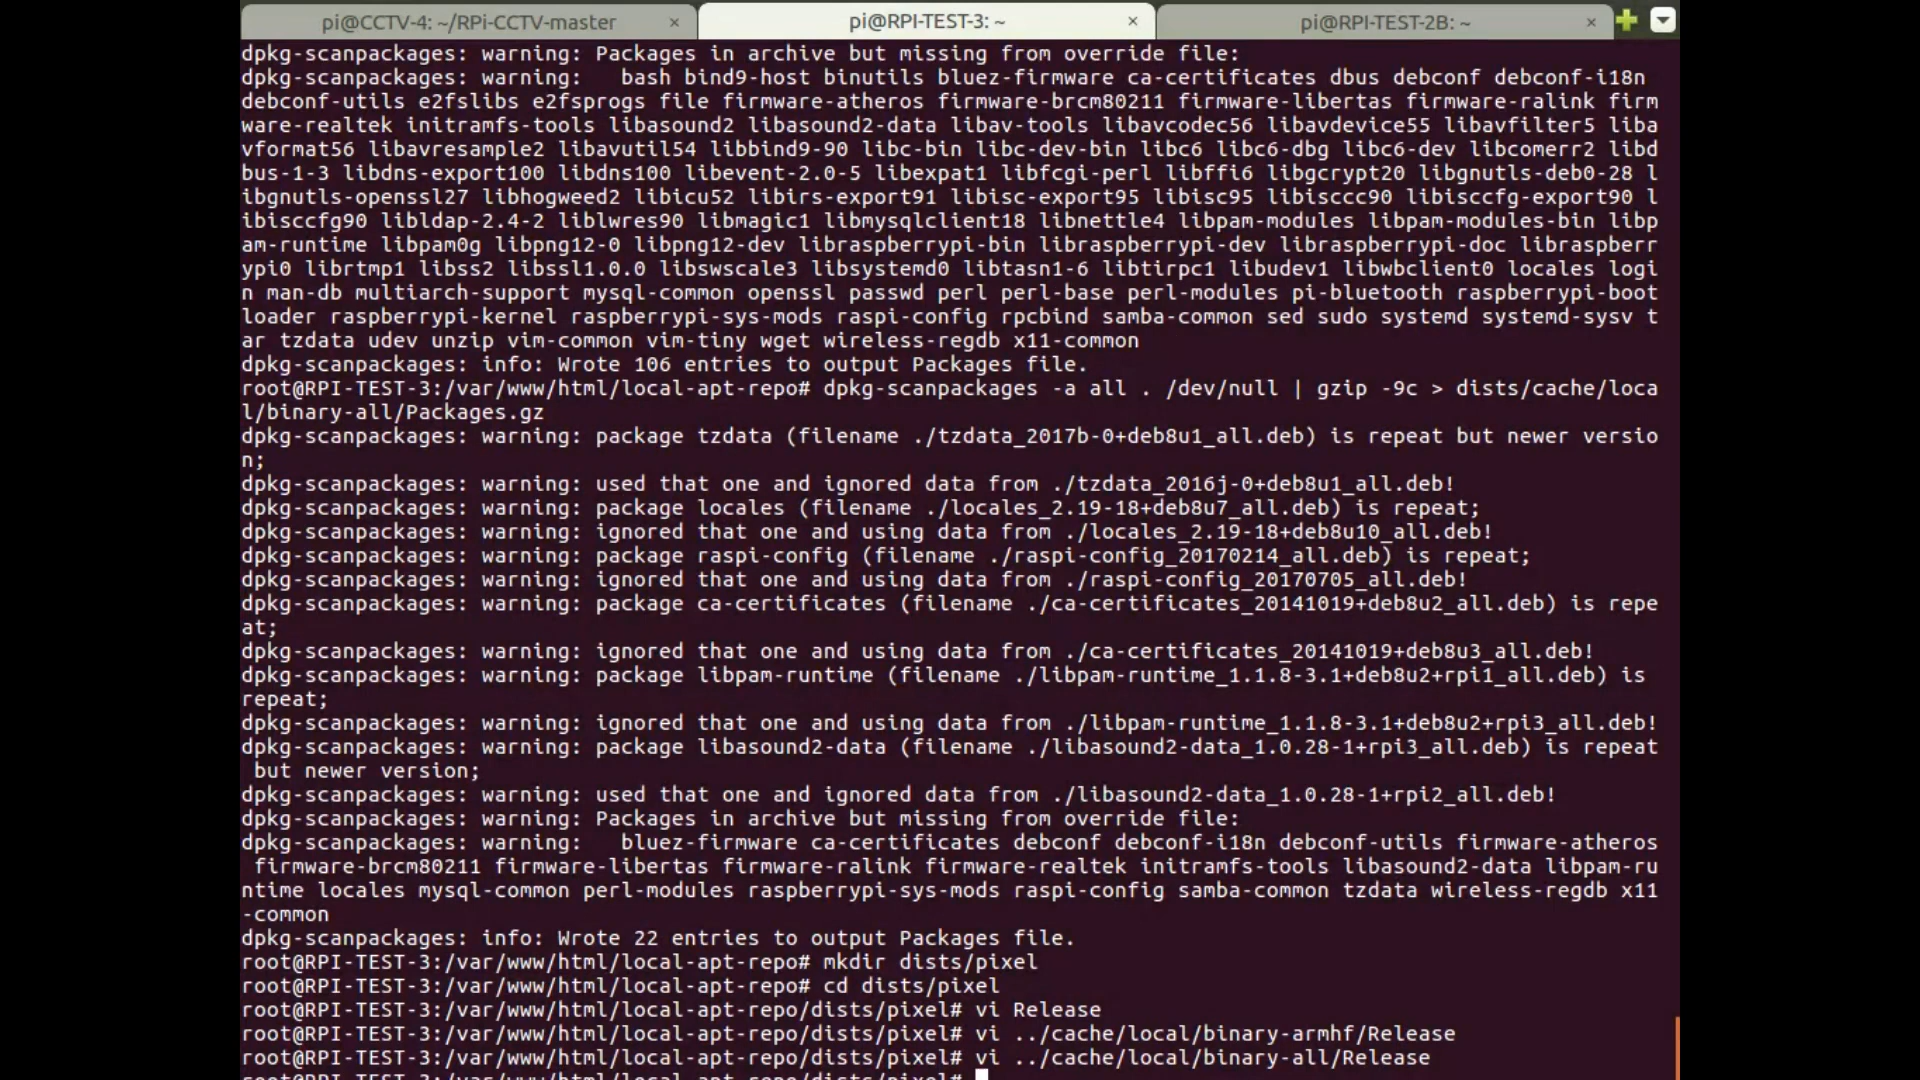 pi@CCTV-4: ~/RPi-CCTV-master × pi@RPI-TEST-3: ~ × pi@RPI-TEST-2B: ~ ×
dpkg-scanpackages: warning: Packages in archive but missing from override file:
dpkg-scanpackages: warning:   bash bind9-host binutils bluez-firmware ca-certificates dbus debconf debconf-i18n
debconf-utils e2fslibs e2fsprogs file firmware-atheros firmware-brcm80211 firmware-libertas firmware-ralink firm
ware-realtek initramfs-tools libasound2 libasound2-data libav-tools libavcodec56 libavdevice55 libavfilter5 liba
vformat56 libavresample2 libavutil54 libbind9-90 libc-bin libc-dev-bin libc6 libc6-dbg libc6-dev libcomerr2 libd
bus-1-3 libdns-export100 libdns100 libevent-2.0-5 libexpat1 libfcgi-perl libffi6 libgcrypt20 libgnutls-deb0-28 l
ibgnutls-openssl27 libhogweed2 libicu52 libirs-export91 libisc-export95 libisc95 libisccc90 libisccfg-export90 l
ibisccfg90 libldap-2.4-2 liblwres90 libmagic1 libmysqlclient18 libnettle4 libpam-modules libpam-modules-bin libp
am-runtime libpam0g libpng12-0 libpng12-dev libraspberrypi-bin libraspberrypi-dev libraspberrypi-doc libraspberr
ypi0 librtmp1 libss2 libssl1.0.0 libswscale3 libsystemd0 libtasn1-6 libtirpc1 libudev1 libwbclient0 locales logi
n man-db multiarch-support mysql-common openssl passwd perl perl-base perl-modules pi-bluetooth raspberrypi-boot
loader raspberrypi-kernel raspberrypi-sys-mods raspi-config rpcbind samba-common sed sudo systemd systemd-sysv t
ar tzdata udev unzip vim-common vim-tiny wget wireless-regdb x11-common
dpkg-scanpackages: info: Wrote 106 entries to output Packages file.
root@RPI-TEST-3:/var/www/html/local-apt-repo# dpkg-scanpackages -a all . /dev/null | gzip -9c > dists/cache/loca
l/binary-all/Packages.gz
dpkg-scanpackages: warning: package tzdata (filename ./tzdata_2017b-0+deb8u1_all.deb) is repeat but newer versio
n;
dpkg-scanpackages: warning: used that one and ignored data from ./tzdata_2016j-0+deb8u1_all.deb!
dpkg-scanpackages: warning: package locales (filename ./locales_2.19-18+deb8u7_all.deb) is repeat;
dpkg-scanpackages: warning: ignored that one and using data from ./locales_2.19-18+deb8u10_all.deb!
dpkg-scanpackages: warning: package raspi-config (filename ./raspi-config_20170214_all.deb) is repeat;
dpkg-scanpackages: warning: ignored that one and using data from ./raspi-config_20170705_all.deb!
dpkg-scanpackages: warning: package ca-certificates (filename ./ca-certificates_20141019+deb8u2_all.deb) is repe
at;
dpkg-scanpackages: warning: ignored that one and using data from ./ca-certificates_20141019+deb8u3_all.deb!
dpkg-scanpackages: warning: package libpam-runtime (filename ./libpam-runtime_1.1.8-3.1+deb8u2+rpi1_all.deb) is
repeat;
dpkg-scanpackages: warning: ignored that one and using data from ./libpam-runtime_1.1.8-3.1+deb8u2+rpi3_all.deb!
dpkg-scanpackages: warning: package libasound2-data (filename ./libasound2-data_1.0.28-1+rpi3_all.deb) is repeat
 but newer version;
dpkg-scanpackages: warning: used that one and ignored data from ./libasound2-data_1.0.28-1+rpi2_all.deb!
dpkg-scanpackages: warning: Packages in archive but missing from override file:
dpkg-scanpackages: warning:   bluez-firmware ca-certificates debconf debconf-i18n debconf-utils firmware-atheros
 firmware-brcm80211 firmware-libertas firmware-ralink firmware-realtek initramfs-tools libasound2-data libpam-ru
ntime locales mysql-common perl-modules raspberrypi-sys-mods raspi-config samba-common tzdata wireless-regdb x11
-common
dpkg-scanpackages: info: Wrote 22 entries to output Packages file.
root@RPI-TEST-3:/var/www/html/local-apt-repo# mkdir dists/pixel
root@RPI-TEST-3:/var/www/html/local-apt-repo# cd dists/pixel
root@RPI-TEST-3:/var/www/html/local-apt-repo/dists/pixel# vi Release
root@RPI-TEST-3:/var/www/html/local-apt-repo/dists/pixel# vi ../cache/local/binary-armhf/Release
root@RPI-TEST-3:/var/www/html/local-apt-repo/dists/pixel# vi ../cache/local/binary-all/Release
root@RPI-TEST-3:/var/www/html/local-apt-repo/dists/pixel#